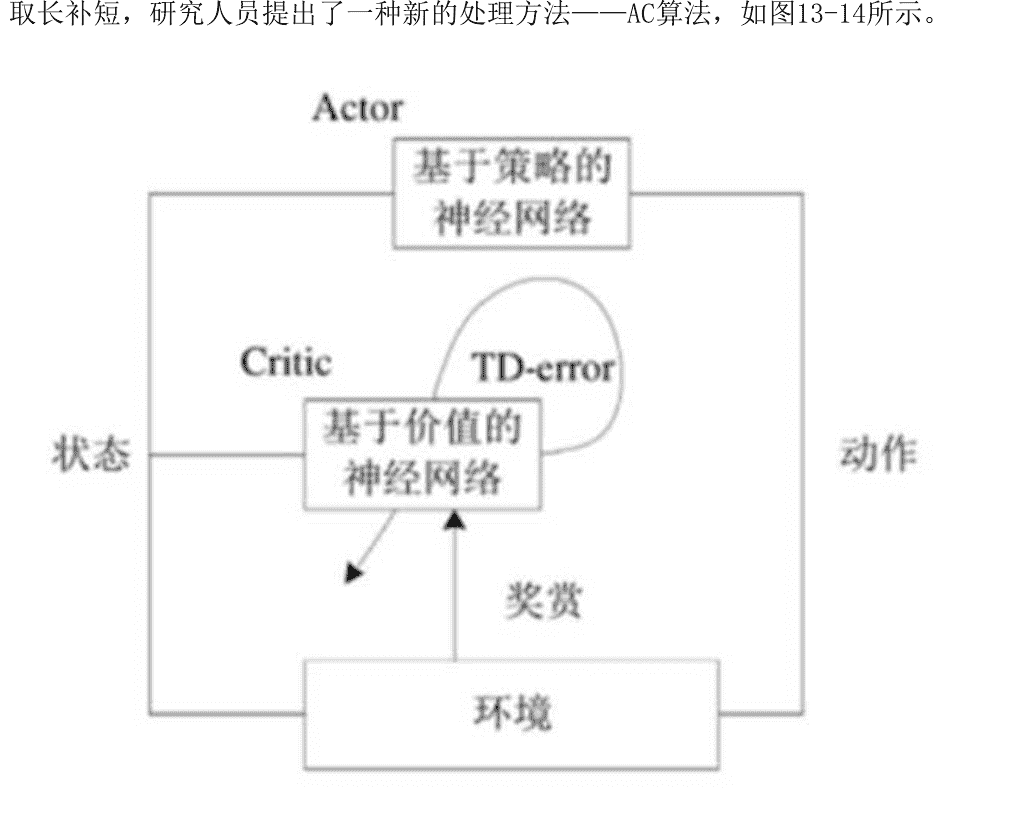 取长补短，研究人员提出了一种新的处理方法——AC算法，如图13-14所示。
Actor
基于策略的
神经网络
Critic
TD-error
基于价值的
神经网络
状态
动作
奖赏
环境